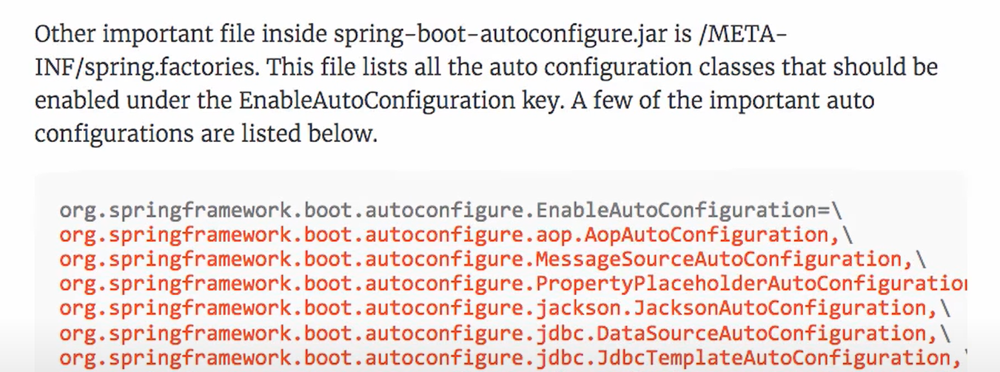 Other important file inside spring-boot-autoconfigure.jar is /META-
INF/spring.factories. This file lists all the auto configuration classes that should be
enabled under the EnableAutoConfiguration key. A few of the important auto
configurations are listed below.
org.springframework.boot.autoconfigure.EnableAutoConfiguration=\
org.springframework.boot.autoconfigure.aop.AopAutoConfiguration,\
org.springframework.boot.autoconfigure.MessageSourceAutoConfiguration,\
org.springframework.boot.autoconfigure.PropertyPlaceholderAutoConfiguration
org.springframework.boot.autoconfigure.jackson.JacksonAutoConfiguration,\
org.springframework.boot.autoconfigure.jdbc.DataSourceAutoConfiguration,\
org.springframework.boot.autoconfigure.jdbc.JdbcTemplateAutoConfiguration,\